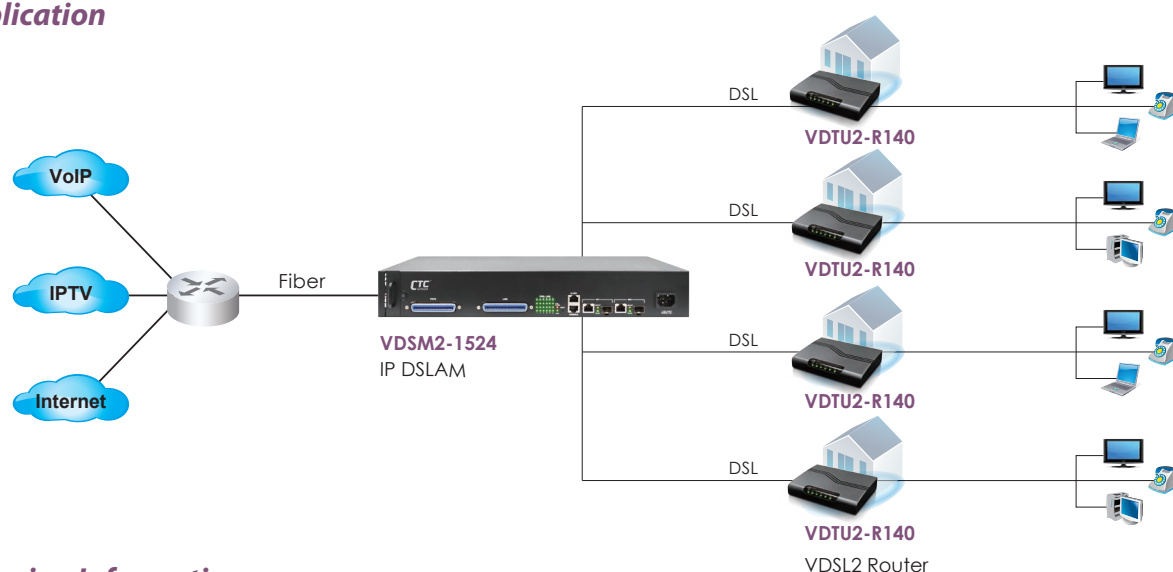 plication
DSL
VDTU2-R140
VoIP
DSL
VDTU2-R140
IPTV
Fiber
CTC
VDSM2-1524
IP DSLAM
DSL
VDTU2-R140
Internet
DSL
VDTU2-R140
VDSL2 Router